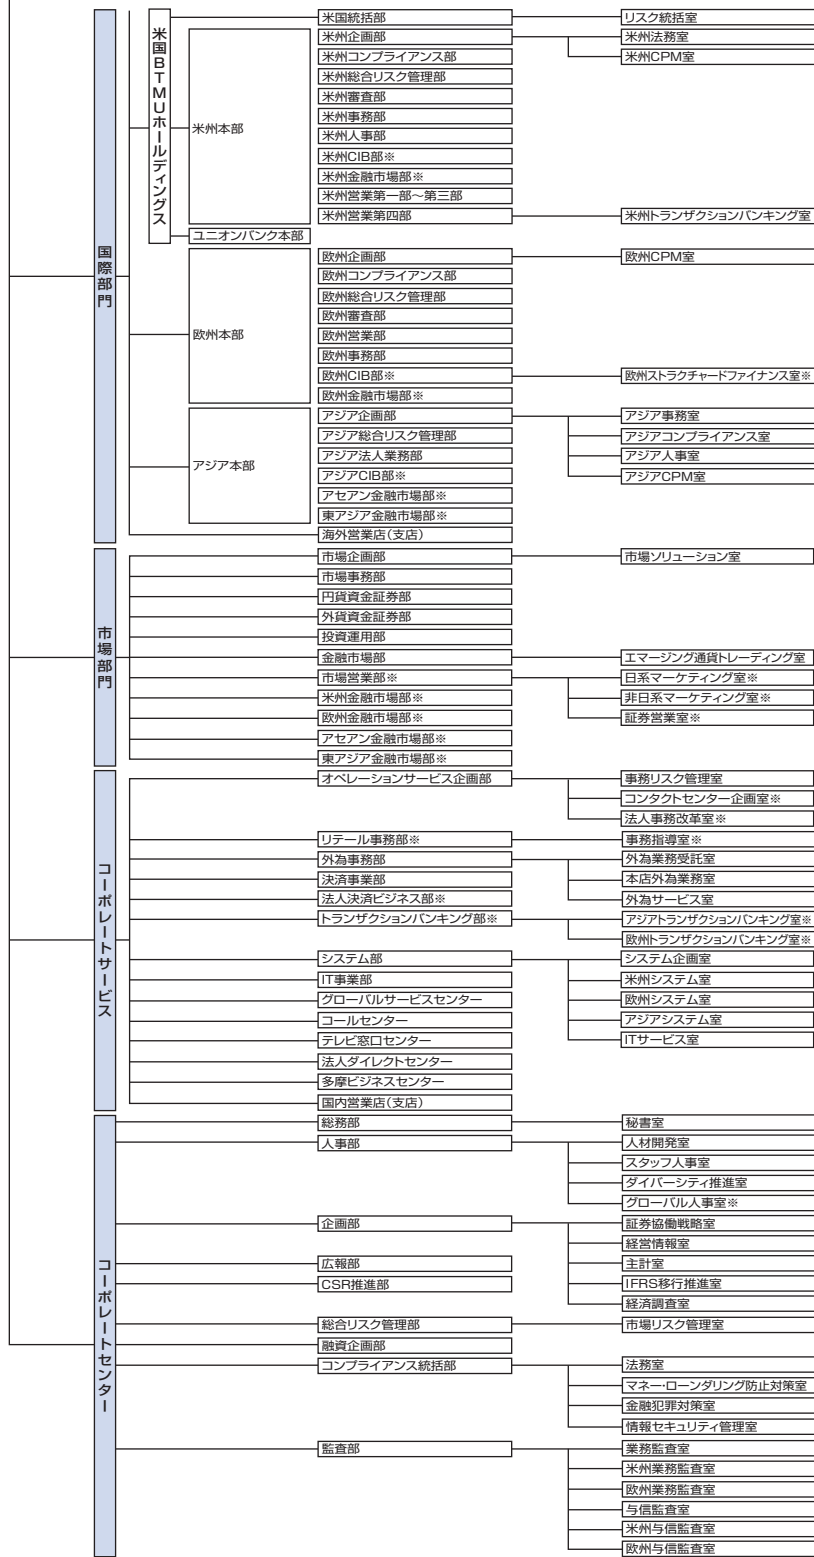 国際部門
米国BTMUホールディングス
米国統括部
リスク統括室
米州本部
米州企画部
米州法務室
米州CPM室
米州コンプライアンス部
米州総合リスク管理部
米州審査部
米州事務部
米州人事部
米州CIB部※
米州金融市場部※
米州営業第一部～第三部
米州営業第四部
米州トランザクションバンキング室
ユニオンバンク本部
欧州本部
欧州企画部
欧州CPM室
欧州コンプライアンス部
欧州総合リスク管理部
欧州審査部
欧州営業部
欧州事務部
欧州CIB部※
欧州ストラクチャードファイナンス室※
欧州金融市場部※
アジア本部
アジア企画部
アジア事務室
アジアコンプライアンス室
アジア人事室
アジアCPM室
アジア総合リスク管理部
アジア法人業務部
アジアCIB部※
アセアン金融市場部※
東アジア金融市場部※
海外営業店(支店)
市場部門
市場企画部
市場ソリューション室
市場事務部
円貨資金証券部
外貨資金証券部
投資運用部
金融市場部
エマージング通貨トレーディング室
市場営業部※
日系マーケティング室※
非日系マーケティング室※
証券営業室※
米州金融市場部※
欧州金融市場部※
アセアン金融市場部※
東アジア金融市場部※
コーポレートサービス
オペレーションサービス企画部
事務リスク管理室
コンタクトセンター企画室※
法人事務改革室※
リテール事務部※
事務指導室※
外為事務部
外為業務受託室
本店外為業務室
外為サービス室
決済事業部
法人決済ビジネス部※
トランザクションバンキング部※
アジアトランザクションバンキング室※
欧州トランザクションバンキング室※
システム部
システム企画室
米州システム室
欧州システム室
アジアシステム室
ITサービス室
IT事業部
グローバルサービスセンター
コールセンター
テレビ窓口センター
法人ダイレクトセンター
多摩ビジネスセンター
国内営業店(支店)
コーポレートセンター
総務部
秘書室
人事部
人材開発室
スタッフ人事室
ダイバーシティ推進室
グローバル人事室※
企画部
証券協働戦略室
経営情報室
主計室
IFRS移行推進室
経済調査室
広報部
CSR推進部
総合リスク管理部
市場リスク管理室
融資企画部
コンプライアンス統括部
法務室
マネー・ローンダリング防止対策室
金融犯罪対策室
情報セキュリティ管理室
監査部
業務監査室
米州業務監査室
欧州業務監査室
与信監査室
米州与信監査室
欧州与信監査室